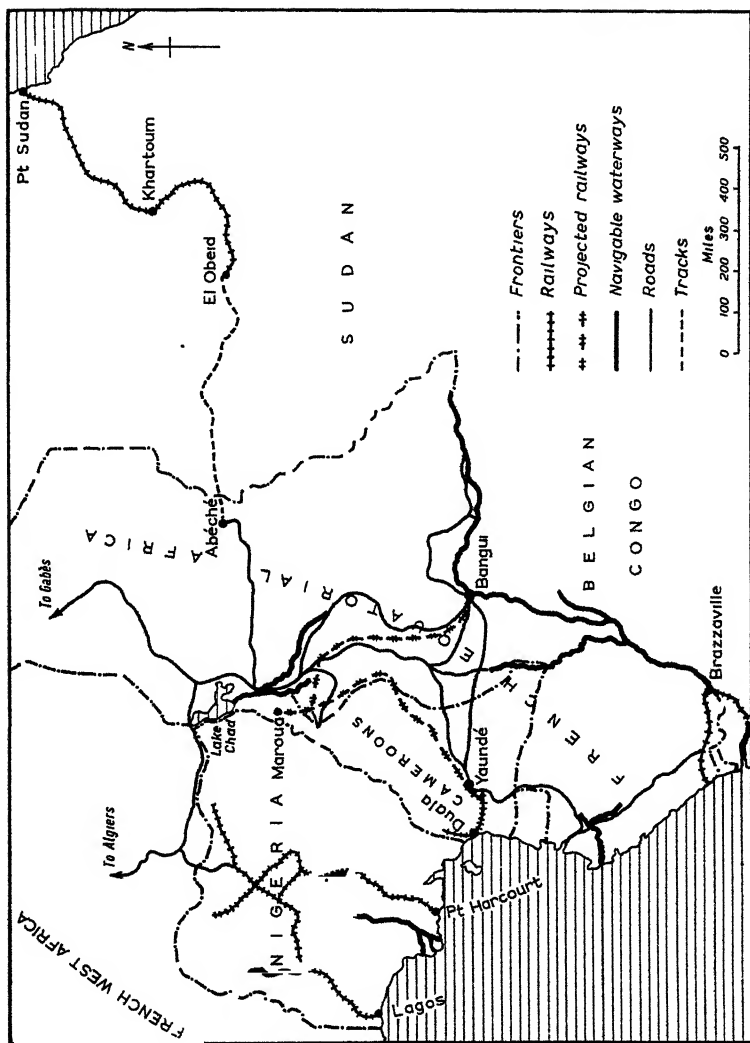 Pt Sudan
N
Khartoum
El Obeid
SUDAN
To Gabès
Abéché
FRENCH EQUATORIAL AFRICA
Lake
Chad
To Algiers
FRENCH WEST AFRICA
NIGERIA
Maroua
CAMEROONS
Bangui
Yaundé
Duala
Pt Harcourt
Lagos
BELGIAN
CONGO
Brazzaville
Frontiers
Railways
Projected railways
Navigable waterways
Roads
Tracks
Miles
0 100 200 300 400 500